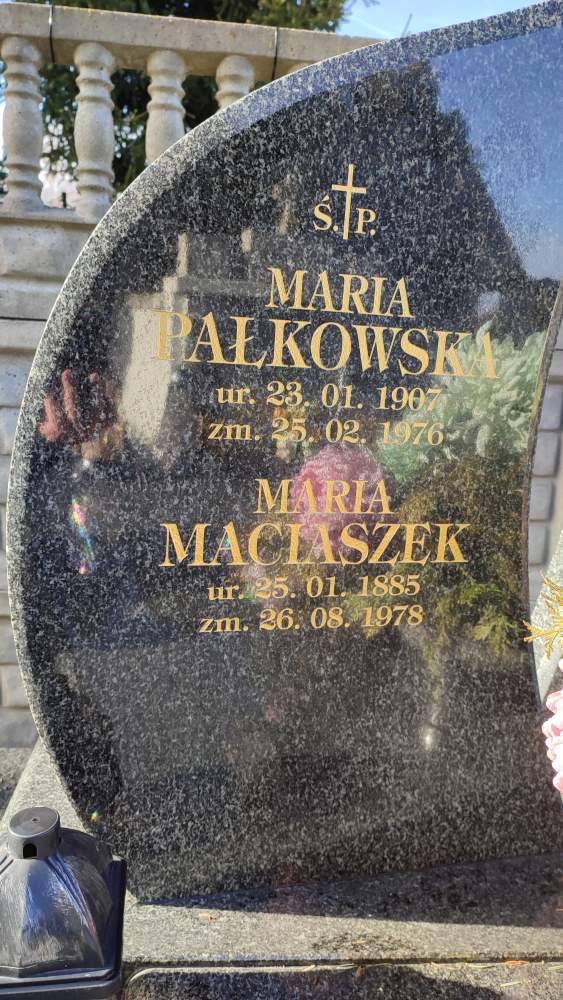 Ś. P.
MARIA
PAŁKOWSKA
ur. 23. 01. 1907
zm. 25. 02. 1976
MARIA
MACIASZEK
ur. 25. 01. 1885
zm. 26. 08. 1978